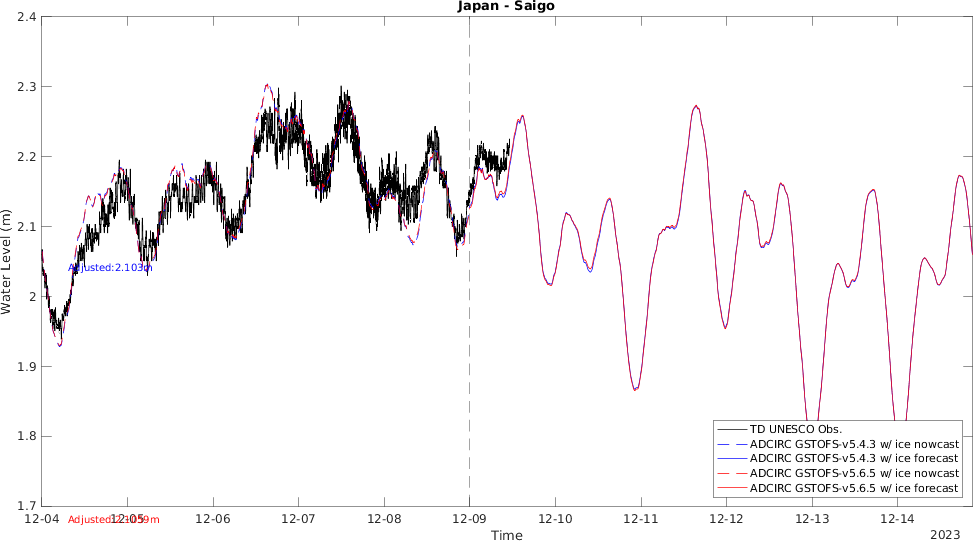 Japan - Saigo
2.4
2.3
2.2
2.1
2
1.9
1.8
1.7
Water Level (m)
Adjusted:2.103m
TD UNESCO Obs.
ADCIRC GSTOFS-v5.4.3 w/ ice nowcast
ADCIRC GSTOFS-v5.4.3 w/ ice forecast
ADCIRC GSTOFS-v5.6.5 w/ ice nowcast
ADCIRC GSTOFS-v5.6.5 w/ ice forecast
12-04 12-05 12-06 12-07 12-08 12-09 12-10 12-11 12-12 12-13 12-14
Time
2023